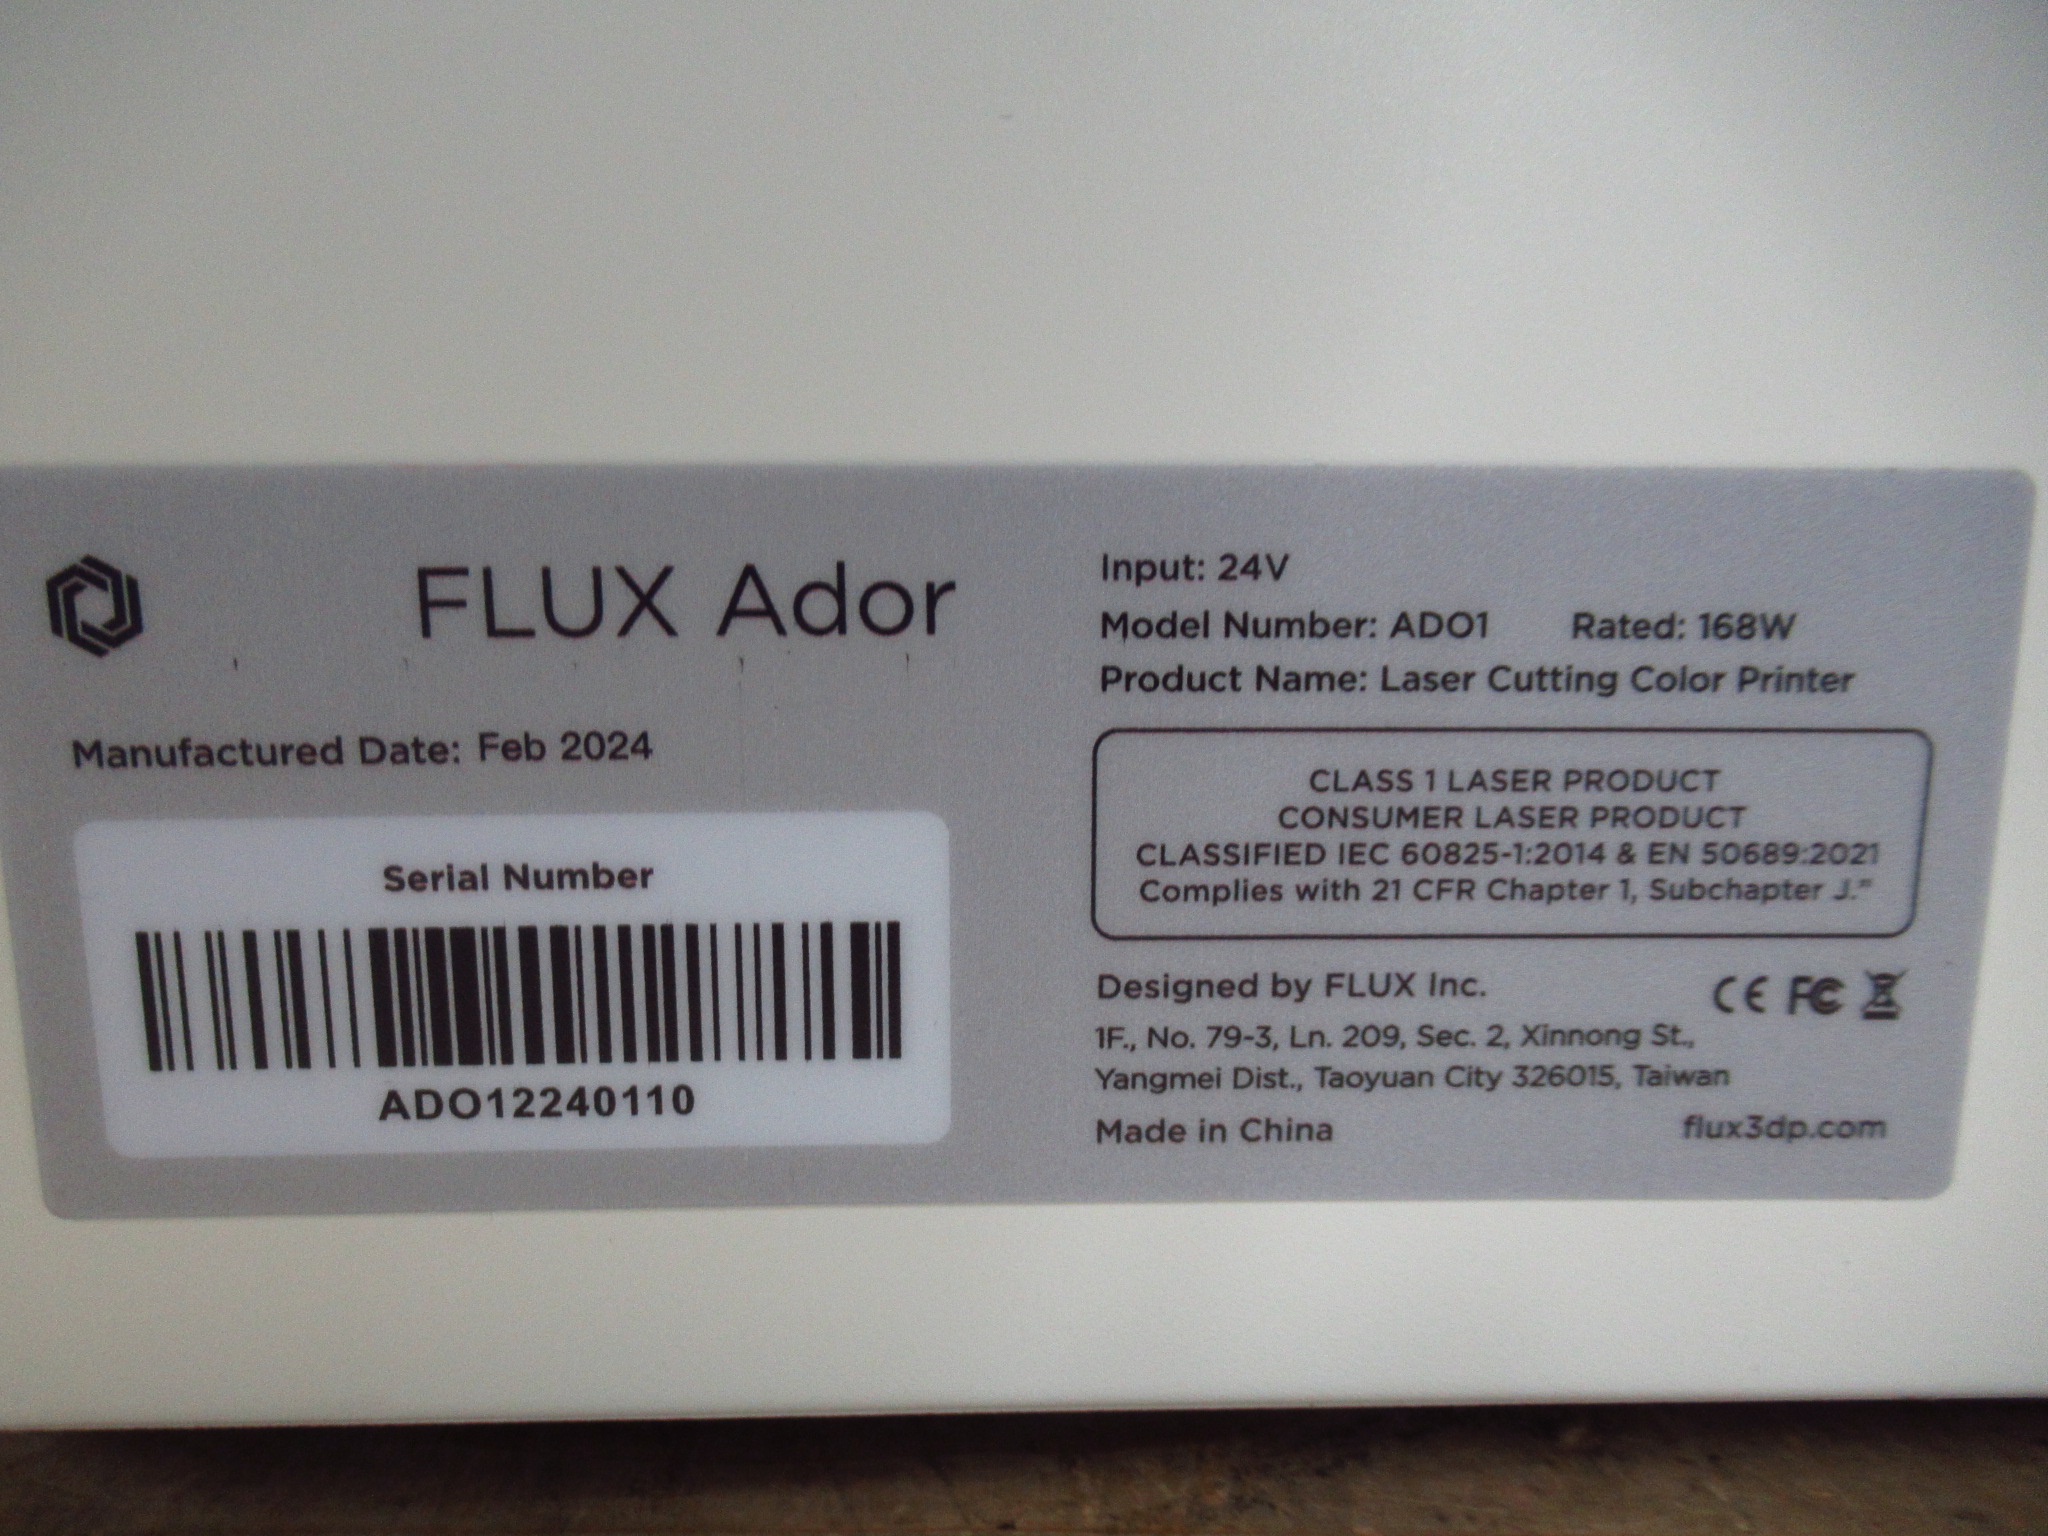 FLUX Ador
Manufactured Date: Feb 2024
Serial Number
ADO12240110
Input: 24V
Model Number: ADO1 Rated: 168W
Product Name: Laser Cutting Color Printer
CLASS 1 LASER PRODUCT
CONSUMER LASER PRODUCT
CLASSIFIED IEC 60825-1:2014 & EN 50689:2021
Complies with 21 CFR Chapter 1, Subchapter J."
Designed by FLUX Inc.
CE FC
1F., No. 79-3, Ln. 209, Sec. 2, Xinnong St.,
Yangmei Dist., Taoyuan City 326015, Taiwan
Made in China
flux3dp.com